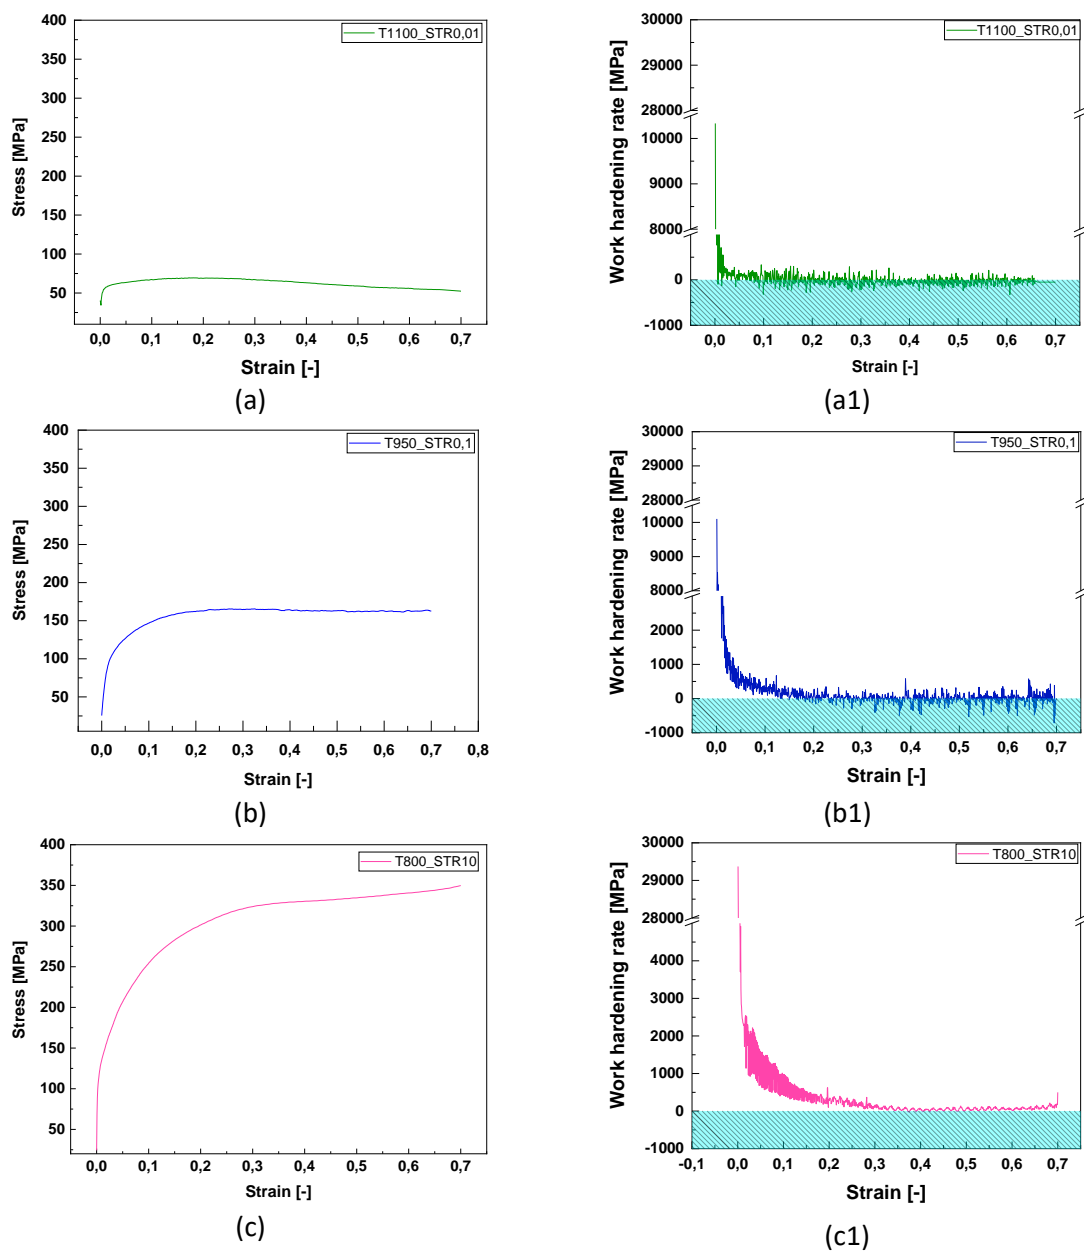 400
350
300
250
200
150
100
50
Stress [MPa]
T1100_STR0,01
0,0 0,1 0,2 0,3 0,4 0,5 0,6 0,7
Strain [-]
(a)
30000
29000
28000
10000
9000
8000
0
-1000
Work hardening rate [MPa]
T1100_STR0,01
0,0 0,1 0,2 0,3 0,4 0,5 0,6 0,7
Strain [-]
(a1)
400
350
300
250
200
150
100
50
Stress [MPa]
T950_STR0,1
0,0 0,1 0,2 0,3 0,4 0,5 0,6 0,7 0,8
Strain [-]
(b)
30000
29000
28000
10000
9000
8000
2000
1000
0
-1000
Work hardening rate [MPa]
T950_STR0,1
0,0 0,1 0,2 0,3 0,4 0,5 0,6 0,7
Strain [-]
(b1)
400
350
300
250
200
150
100
50
Stress [MPa]
T800_STR10
0,0 0,1 0,2 0,3 0,4 0,5 0,6 0,7
Strain [-]
(c)
30000
29000
28000
4000
3000
2000
1000
0
-1000
Work hardening rate [MPa]
T800_STR10
-0,1 0,0 0,1 0,2 0,3 0,4 0,5 0,6 0,7
Strain [-]
(c1)